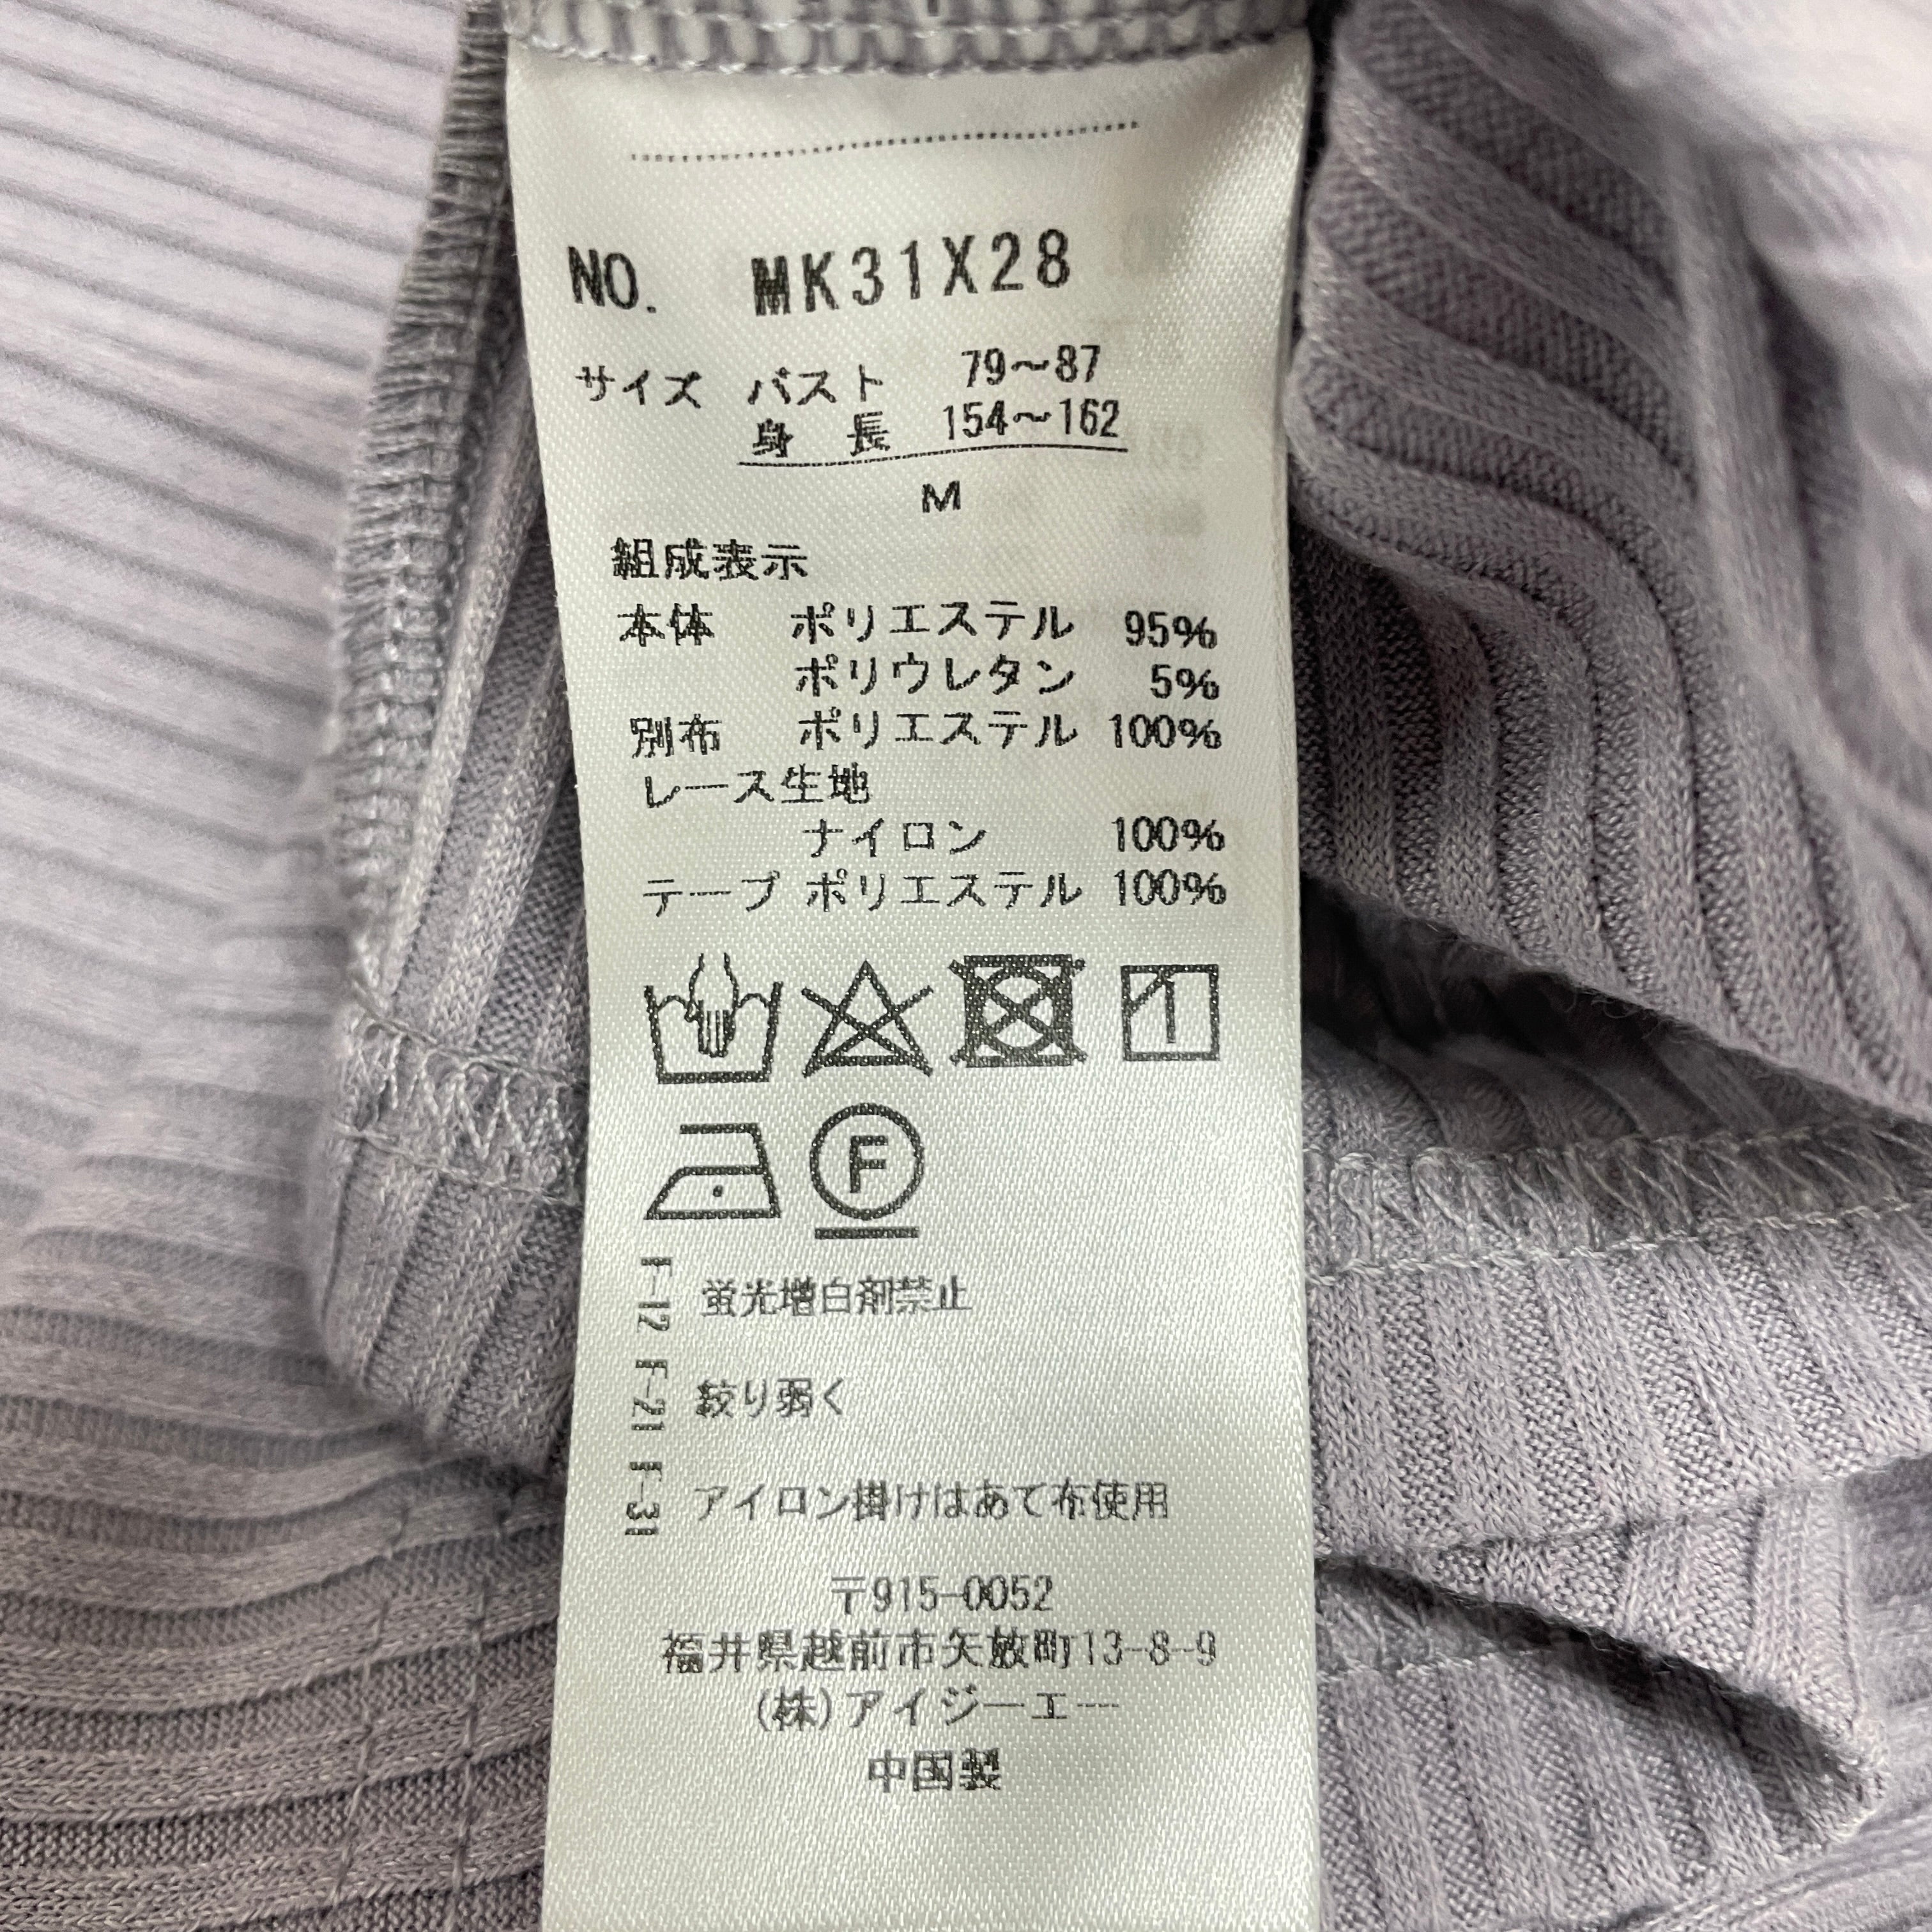 NO. MK31X28
サイズ バスト 79〜87
身長 154〜162
M
組成表示
本体 ポリエステル 95%
ポリウレタン 5%
別布 ポリエステル 100%
レース生地
ナイロン 100%
テープ ポリエステル 100%
F
F-12 F-21 F-31
蛍光増白剤禁止
絞り弱く
アイロン掛けはあて布使用
〒915-0052
福井県越前市矢放町13-8-9
(株)アイジーエー
中国製